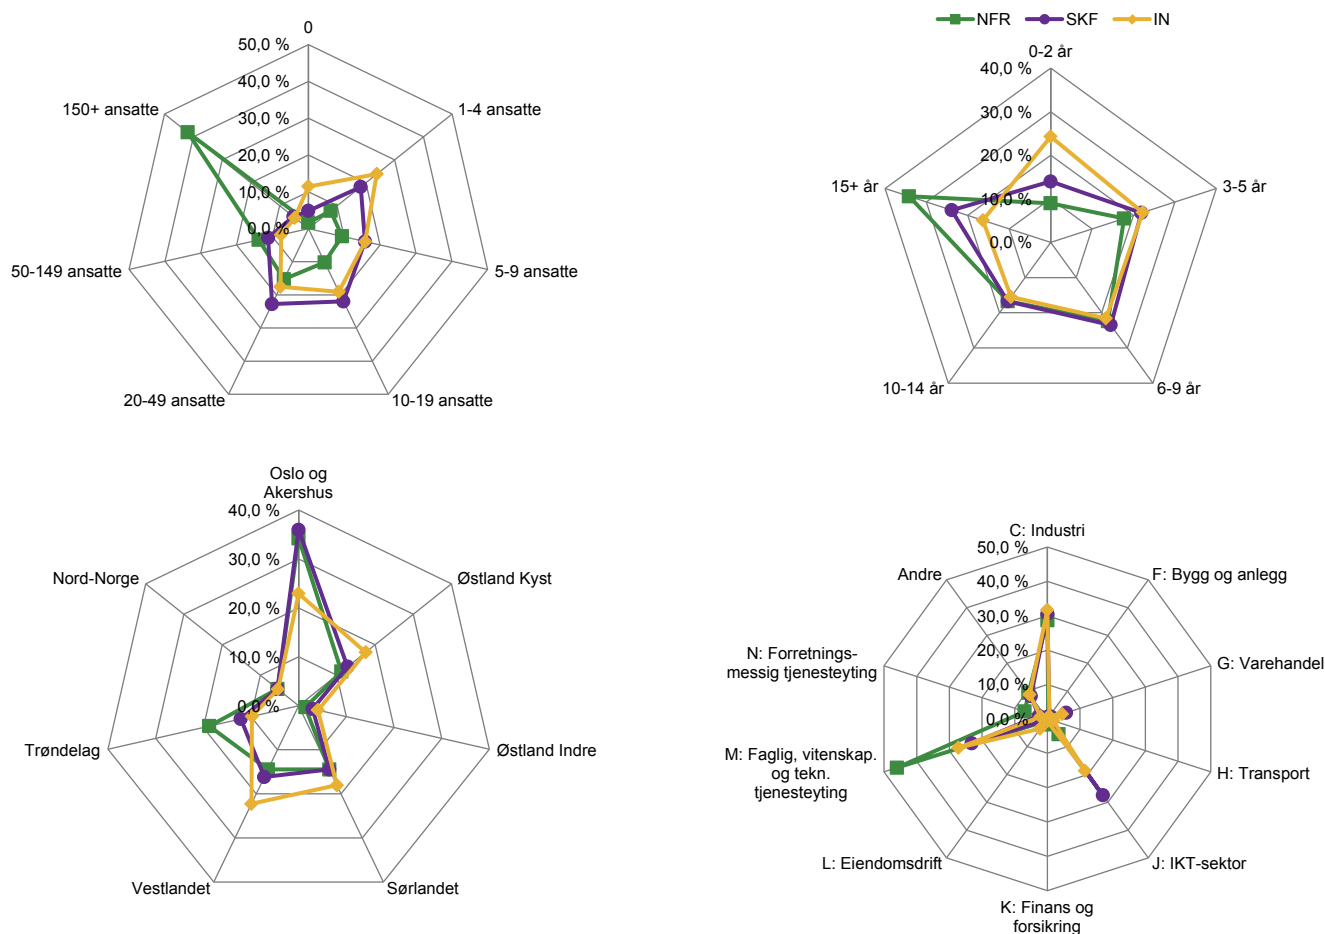 0
50,0 %
40,0 %
30,0 %
20,0 %
10,0 %
0,0 %
1-4 ansatte
5-9 ansatte
10-19 ansatte
20-49 ansatte
50-149 ansatte
150+ ansatte
NFR SKF IN
0-2 år
40,0 %
30,0 %
20,0 %
10,0 %
0,0 %
3-5 år
6-9 år
10-14 år
15+ år
Oslo og
Akershus
40,0 %
30,0 %
20,0 %
10,0 %
0,0 %
Østland Kyst
Østland Indre
Sørlandet
Vestlandet
Trøndelag
Nord-Norge
C: Industri
50,0 %
40,0 %
30,0 %
20,0 %
10,0 %
0,0 %
F: Bygg og anlegg
G: Varehandel
H: Transport
J: IKT-sektor
K: Finans og
forsikring
L: Eiendomsdrift
M: Faglig, vitenskap.
og tekn.
tjenesteyting
N: Forretnings-
messig tjenesteyting
Andre